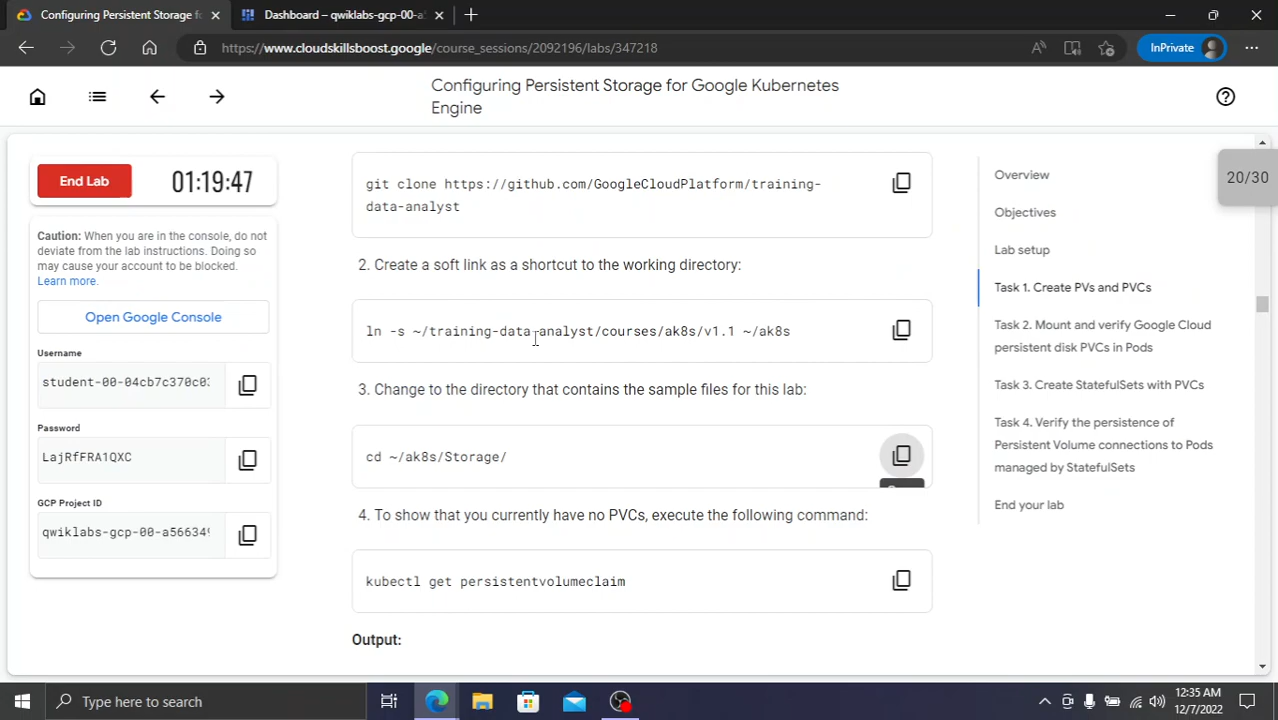 Configuring Persistent Storage fo
Dashboard – qwiklabs-gcp-00-a5
https://www.cloudskillsboost.google/course_sessions/2092196/labs/347218
InPrivate
Configuring Persistent Storage for Google Kubernetes
Engine
End Lab
01:19:47
Caution: When you are in the console, do not
deviate from the lab instructions. Doing so
may cause your account to be blocked.
Learn more.
Open Google Console
Username
student-00-04cb7c370c03
Password
LajRfFRA1QXC
GCP Project ID
qwiklabs-gcp-00-a566349
git clone https://github.com/GoogleCloudPlatform/training-
data-analyst
2. Create a soft link as a shortcut to the working directory:
ln -s ~/training-data-analyst/courses/ak8s/v1.1 ~/ak8s
3. Change to the directory that contains the sample files for this lab:
cd ~/ak8s/Storage/
4. To show that you currently have no PVCs, execute the following command:
kubectl get persistentvolumeclaim
Output:
20/30
Overview
Objectives
Lab setup
Task 1. Create PVs and PVCs
Task 2. Mount and verify Google Cloud
persistent disk PVCs in Pods
Task 3. Create StatefulSets with PVCs
Task 4. Verify the persistence of
Persistent Volume connections to Pods
managed by StatefulSets
End your lab
Type here to search
12:35 AM
12/7/2022